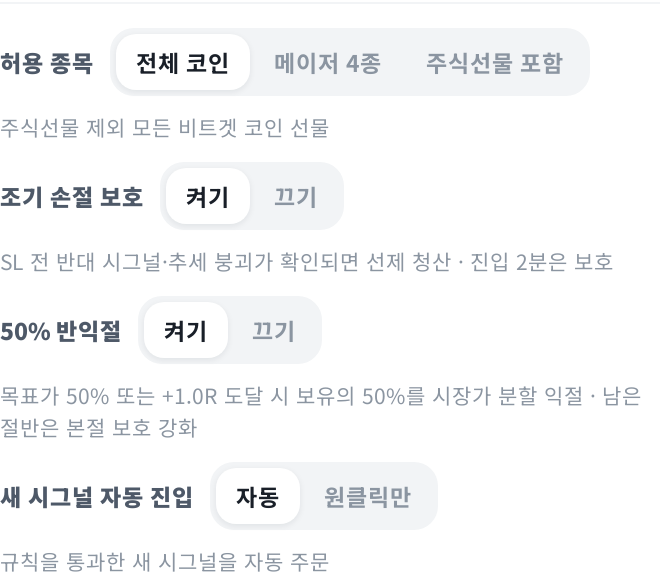 허용 종목 전체 코인 메이저 4종 주식선물 포함
주식선물 제외 모든 비트겟 코인 선물
조기 손절 보호 켜기 끄기
SL 전 반대 시그널·추세 붕괴가 확인되면 선제 청산 · 진입 2분은 보호
50% 반익절 켜기 끄기
목표가 50% 또는 +1.0R 도달 시 보유의 50%를 시장가 분할 익절 · 남은
절반은 본절 보호 강화
새 시그널 자동 진입 자동 원클릭만
규칙을 통과한 새 시그널을 자동 주문